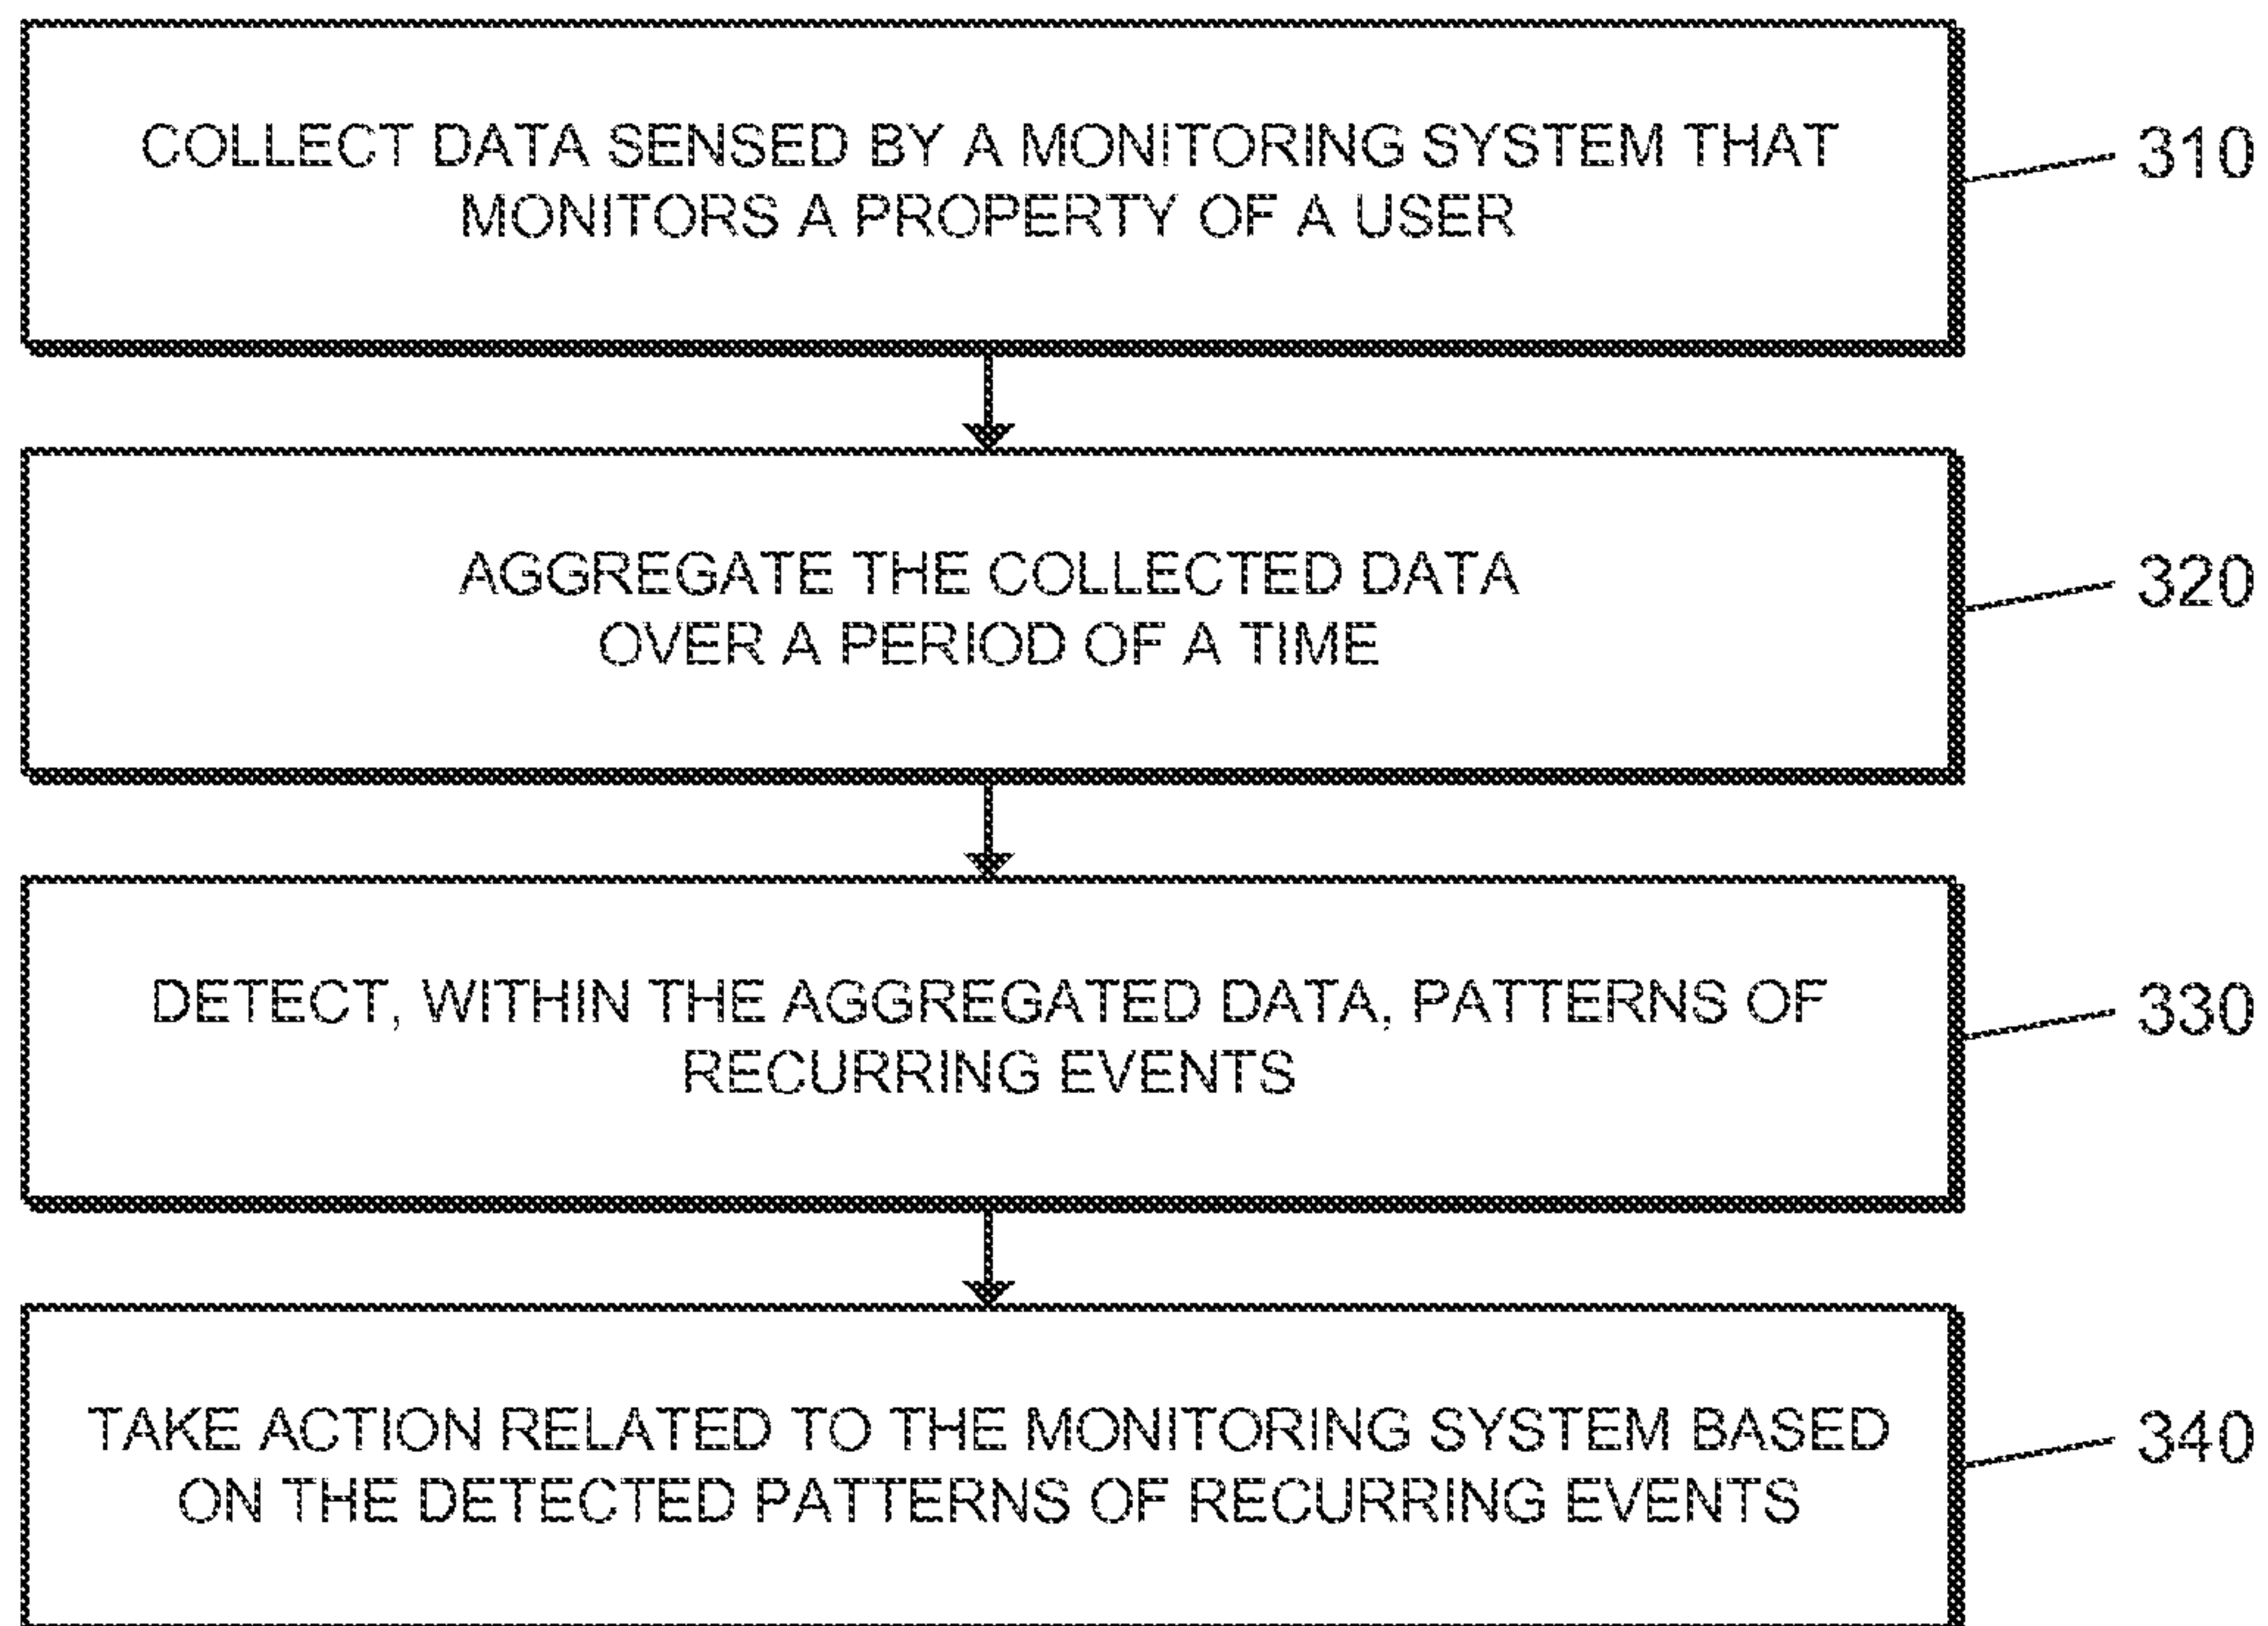 COLLECT DATA SENSED BY A MONITORING SYSTEM THAT
MONITORS A PROPERTY OF A USER
310
AGGREGATE THE COLLECTED DATA
OVER A PERIOD OF A TIME
320
DETECT, WITHIN THE AGGREGATED DATA, PATTERNS OF
RECURRING EVENTS
330
TAKE ACTION RELATED TO THE MONITORING SYSTEM BASED
ON THE DETECTED PATTERNS OF RECURRING EVENTS
340